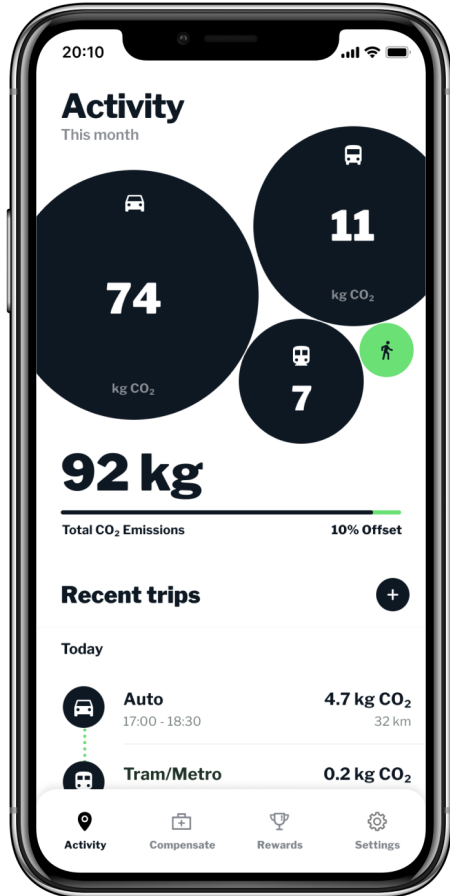 20:10
Activity
This month
11
kg CO₂
74
kg CO₂
7
92 kg
Total CO₂ Emissions 10% Offset
Recent trips
+
Today
Auto 4.7 kg CO₂
17:00 - 18:30 32 km
Tram/Metro 0.2 kg CO₂
Activity Compensate Rewards Settings